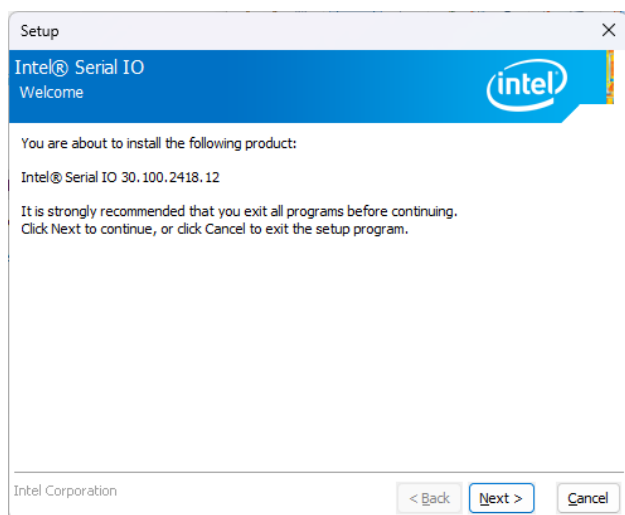 Setup
Intel® Serial IO
intel
Welcome
You are about to install the following product:
Intel® Serial IO 30.100.2418.12
It is strongly recommended that you exit all programs before continuing.
Click Next to continue, or click Cancel to exit the setup program.
Intel Corporation
< Back
Next >
Cancel